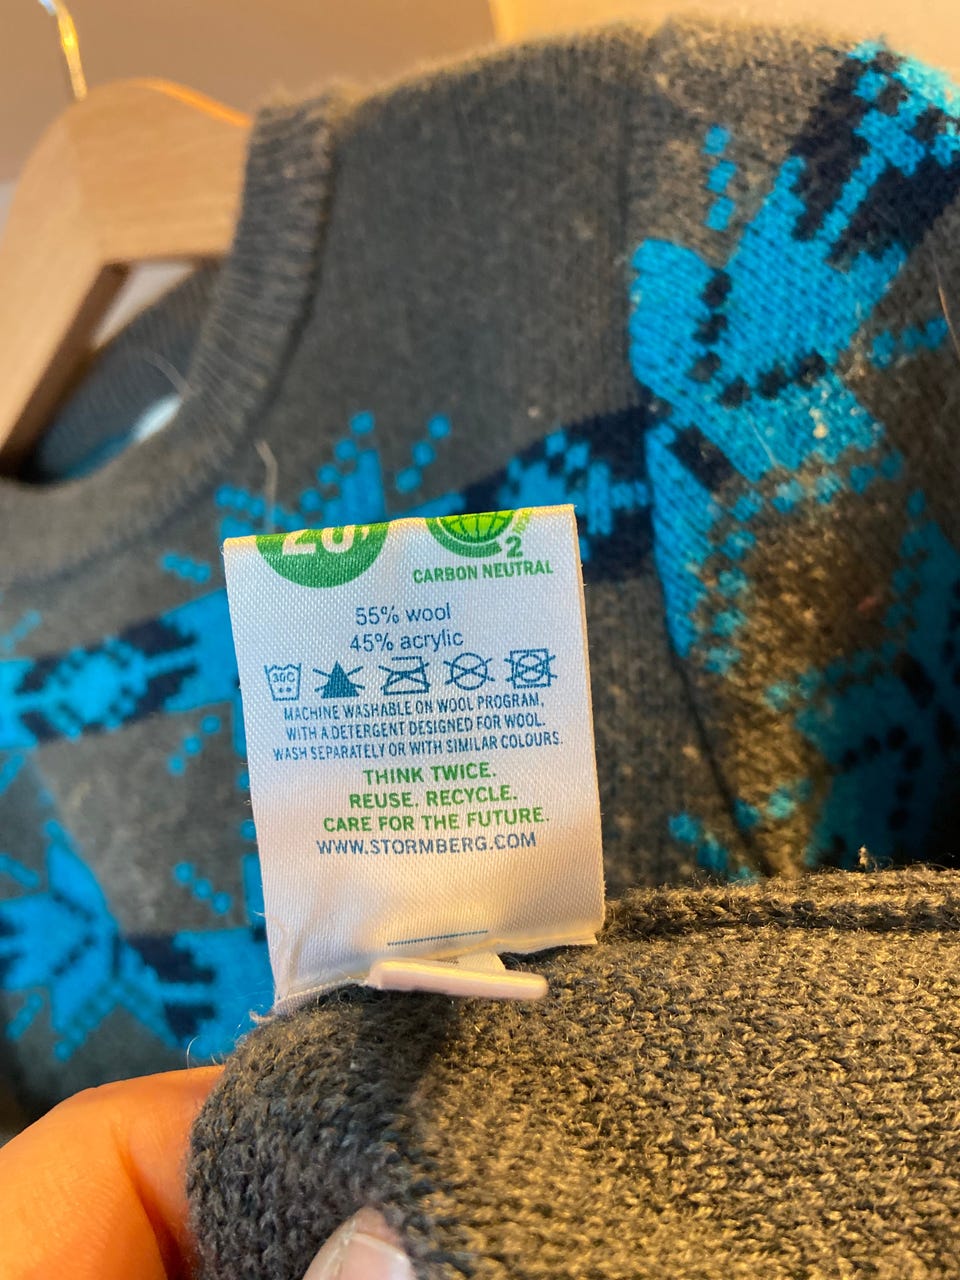 2
CARBON NEUTRAL
55% wool
45% acrylic
30C
MACHINE WASHABLE ON WOOL PROGRAM,
WITH A DETERGENT DESIGNED FOR WOOL.
WASH SEPARATELY OR WITH SIMILAR COLOURS.
THINK TWICE.
REUSE. RECYCLE.
CARE FOR THE FUTURE.
WWW.STORMBERG.COM